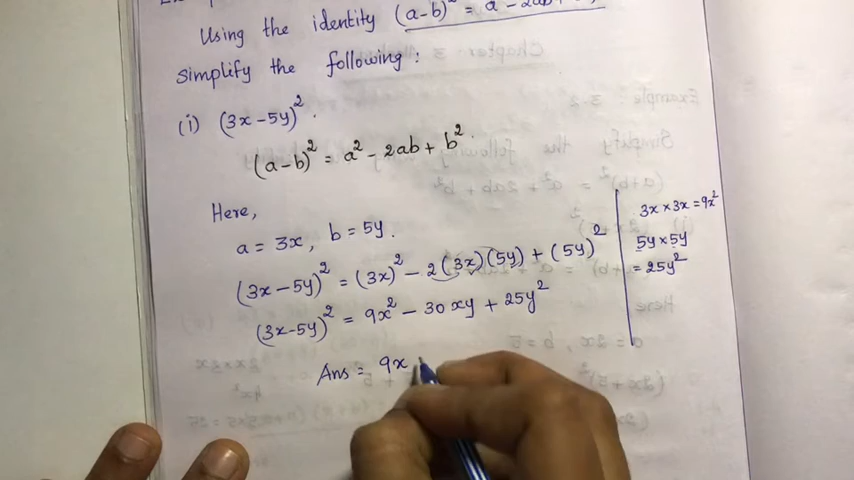 Using the identity (a-b)² = a² - 2ab +
simplify the following :
(i) (3x-5y)².
(a-b)² = a² - 2ab + b².
Here,
a = 3x, b = 5y.
(3x-5y)² = (3x)² - 2(3x)(5y) + (5y)²
(3x-5y)² = 9x² - 30xy + 25y²
Ans = 9x
3x × 3x = 9x²
5y × 5y
= 25y²